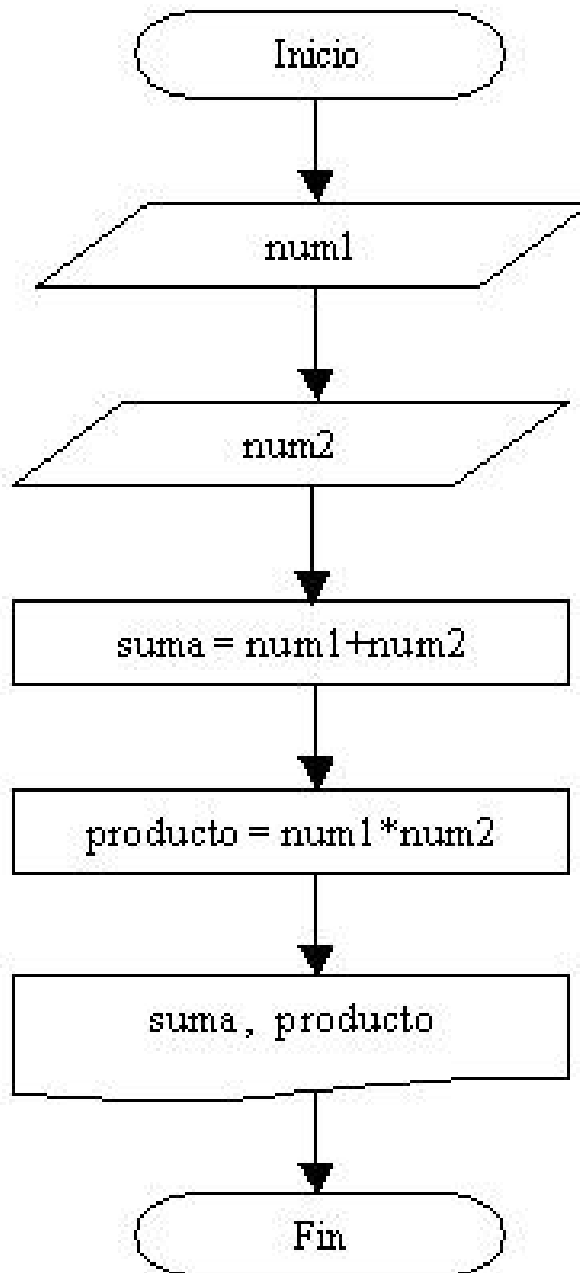 Inicio
num1
num2
suma = num1+num2
producto = num1*num2
suma , producto
Fin